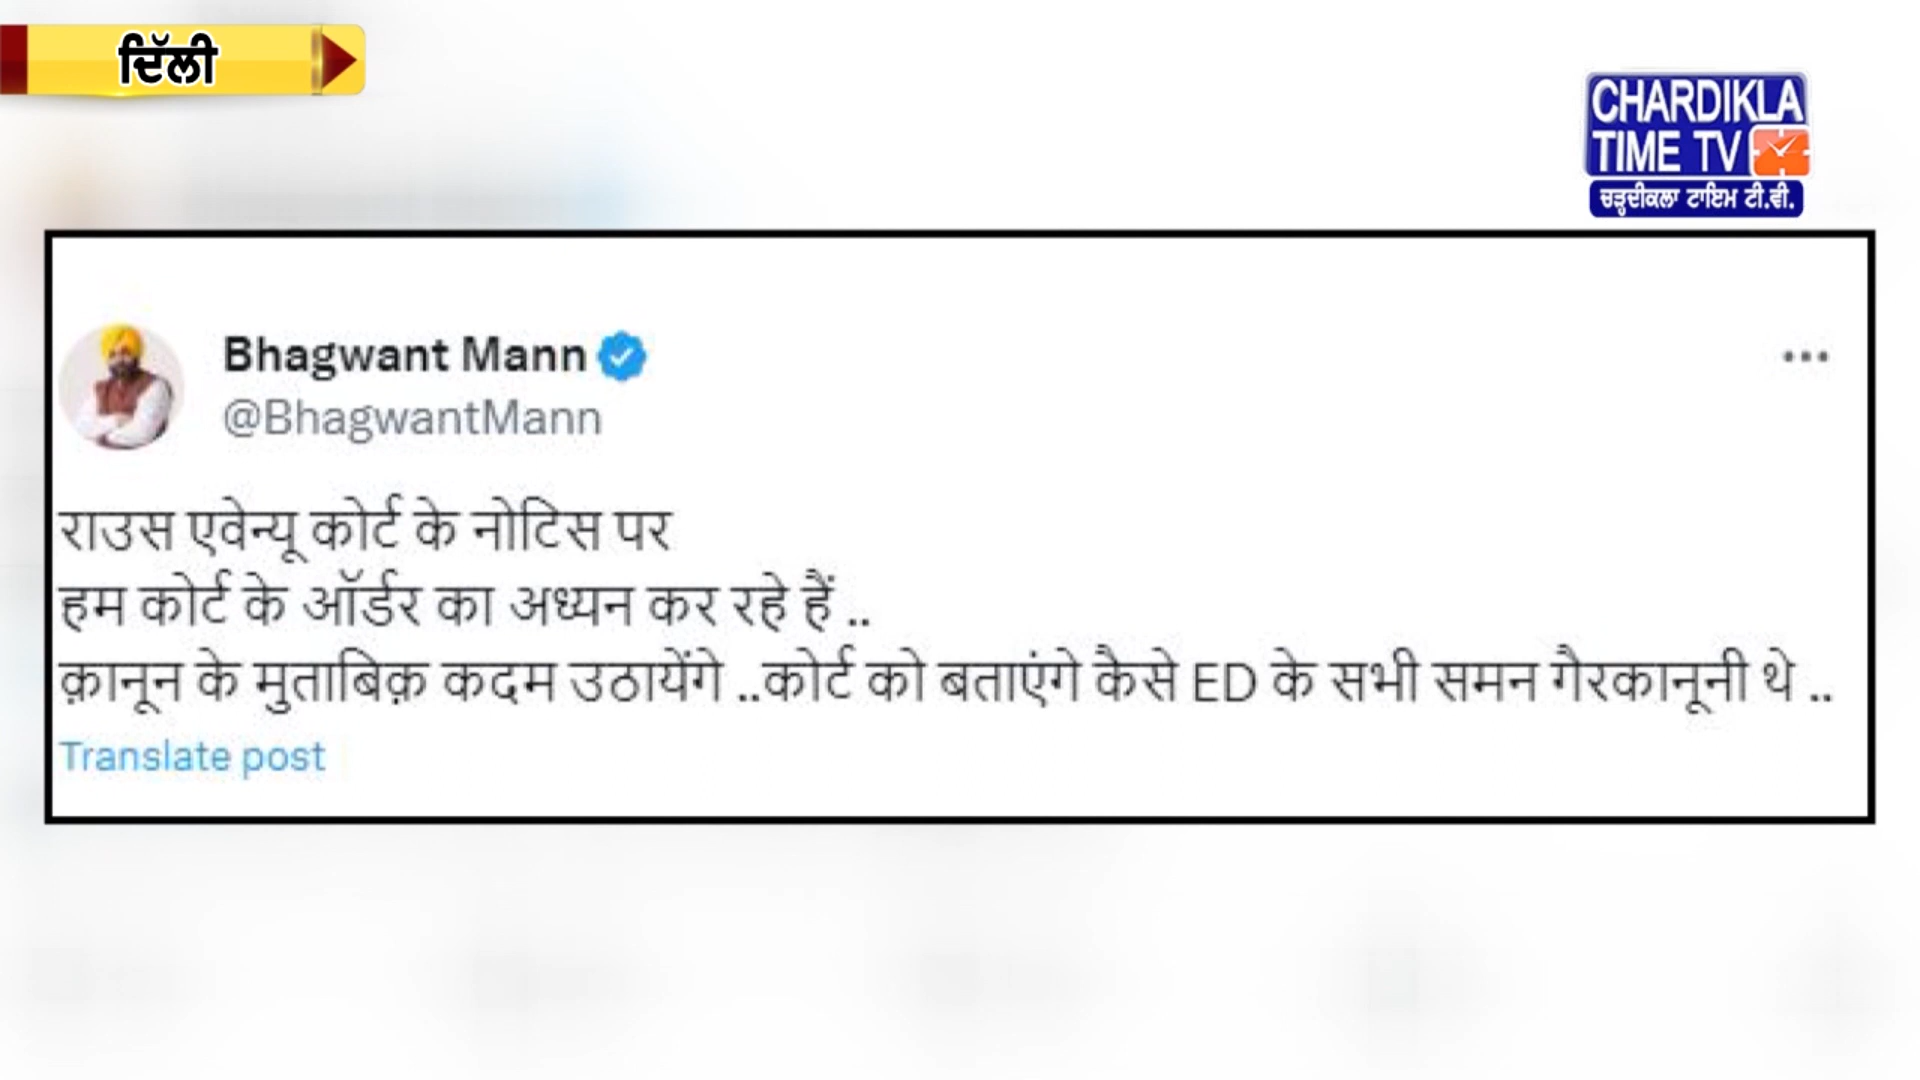 ਦਿੱਲੀ
CHARDIKLA
TIME TV
ਚੜ੍ਹਦੀਕਲਾ ਟਾਇਮ ਟੀ.ਵੀ.
Bhagwant Mann
@BhagwantMann
राउस एवेन्यू कोर्ट के नोटिस पर
हम कोर्ट के ऑर्डर का अध्यन कर रहे हैं ..
क़ानून के मुताबिक़ कदम उठायेंगे ..कोर्ट को बताएंगे कैसे ED के सभी समन गैरकानूनी थे ..
Translate post